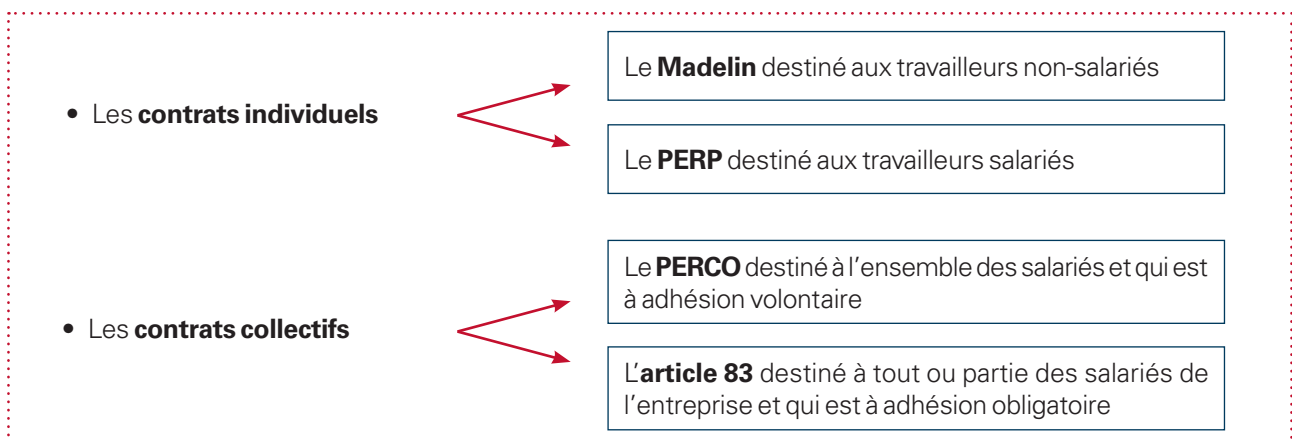 • Les contrats individuels
Le Madelin destiné aux travailleurs non-salariés
Le PERP destiné aux travailleurs salariés
• Les contrats collectifs
Le PERCO destiné à l'ensemble des salariés et qui est
à adhésion volontaire
L'article 83 destiné à tout ou partie des salariés de
l'entreprise et qui est à adhésion obligatoire